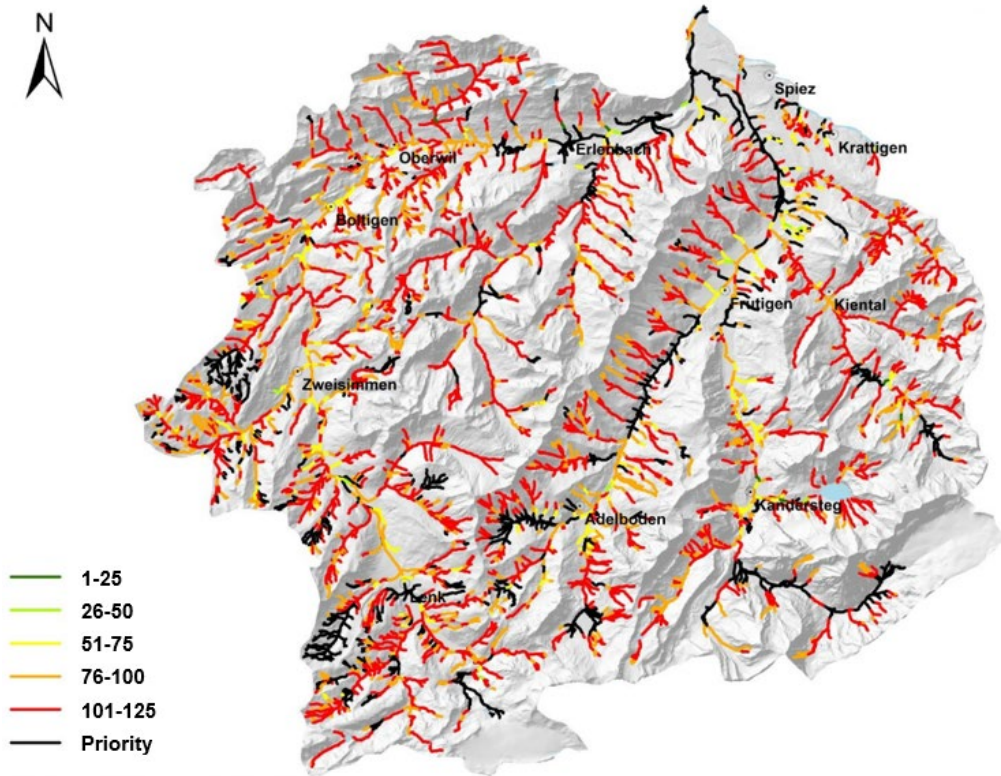 N
Spiez
Krattigen
Erlenbach
Oberwil
Boltigen
Frutigen
Kiental
Zweisimmen
Kandersteg
Adelboden
Lenk
1-25
26-50
51-75
76-100
101-125
Priority